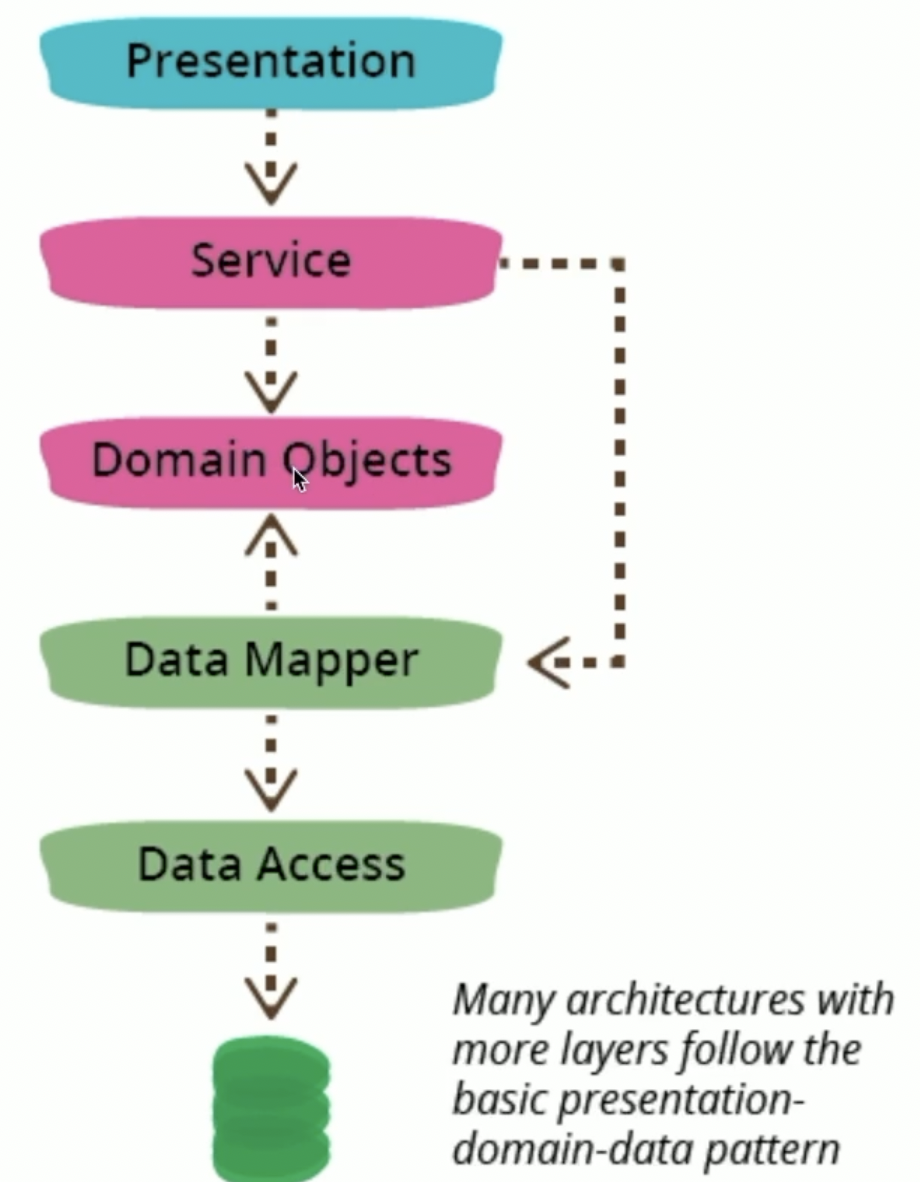 Presentation
Service
Domain Objects
Data Mapper
Data Access
Many architectures with
more layers follow the
basic presentation-
domain-data pattern